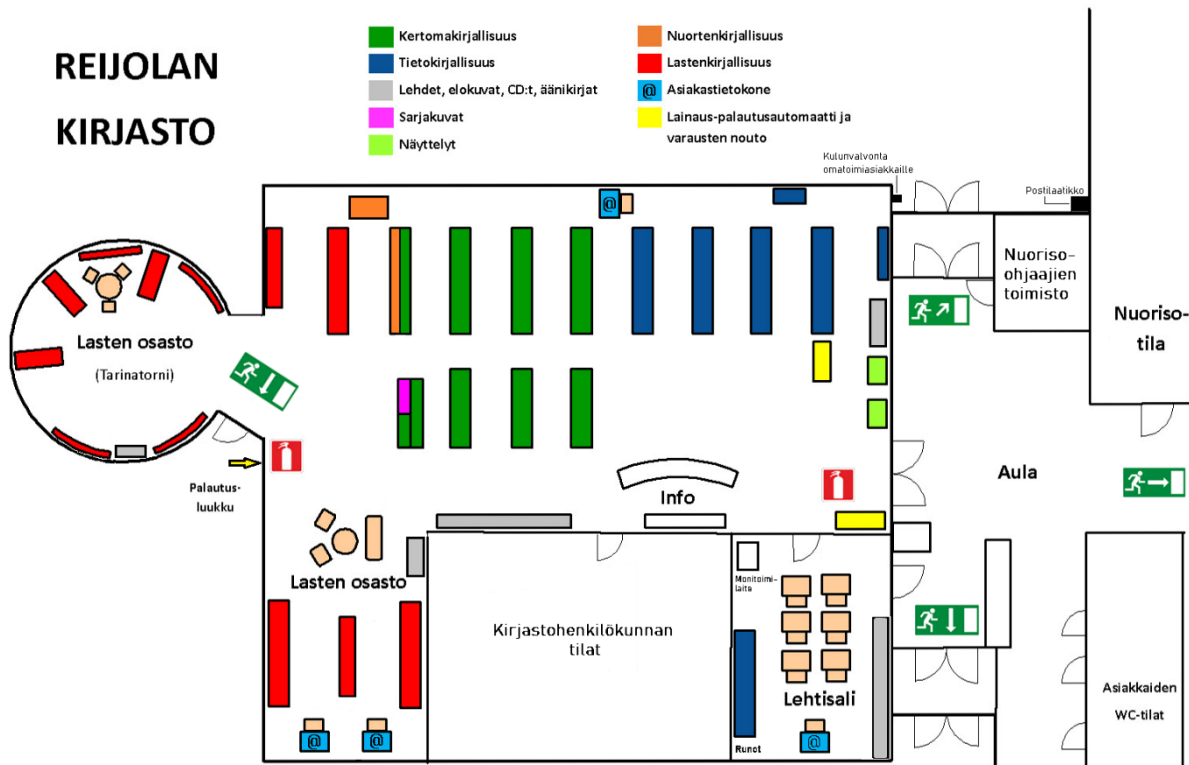 REIJOLAN
KIRJASTO
Kertomakirjallisuus
Tietokirjallisuus
Lehdet, elokuvat, CD:t, äänikirjat
Sarjakuvat
Näyttelyt
Nuortenkirjallisuus
Lastenkirjallisuus
@
Asiakastietokone
Lainaus-palautusautomaatti ja
varausten nouto
Kulunvalvonta
omatoimiasiakkaille
Postilaatikko
@
Nuoriso-
ohjaajien
toimisto
Nuoriso-
tila
Lasten osasto
(Tarinatorni)
Palautus-
luukku
Info
Aula
Lasten osasto
Monitoimi-
laite
Kirjastohenkilökunnan
tilat
Lehtisali
Asiakkaiden
WC-tilat
@
@
Runot
@